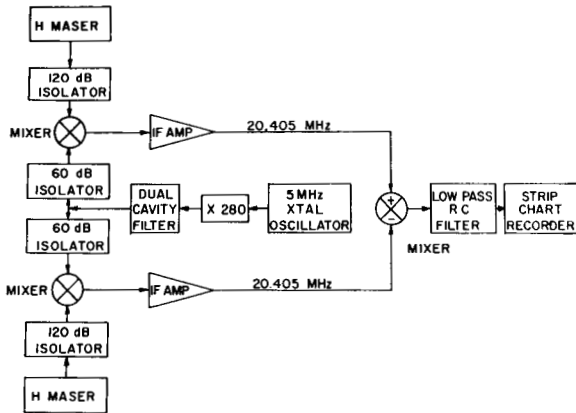 H MASER
120 dB
ISOLATOR
MIXER
IF AMP
20.405 MHz
60 dB
ISOLATOR
DUAL
CAVITY
FILTER
X 280
5 MHz
XTAL
OSCILLATOR
+
-
MIXER
LOW PASS
R C
FILTER
STRIP
CHART
RECORDER
60 dB
ISOLATOR
MIXER
IF AMP
20.405 MHz
120 dB
ISOLATOR
H MASER